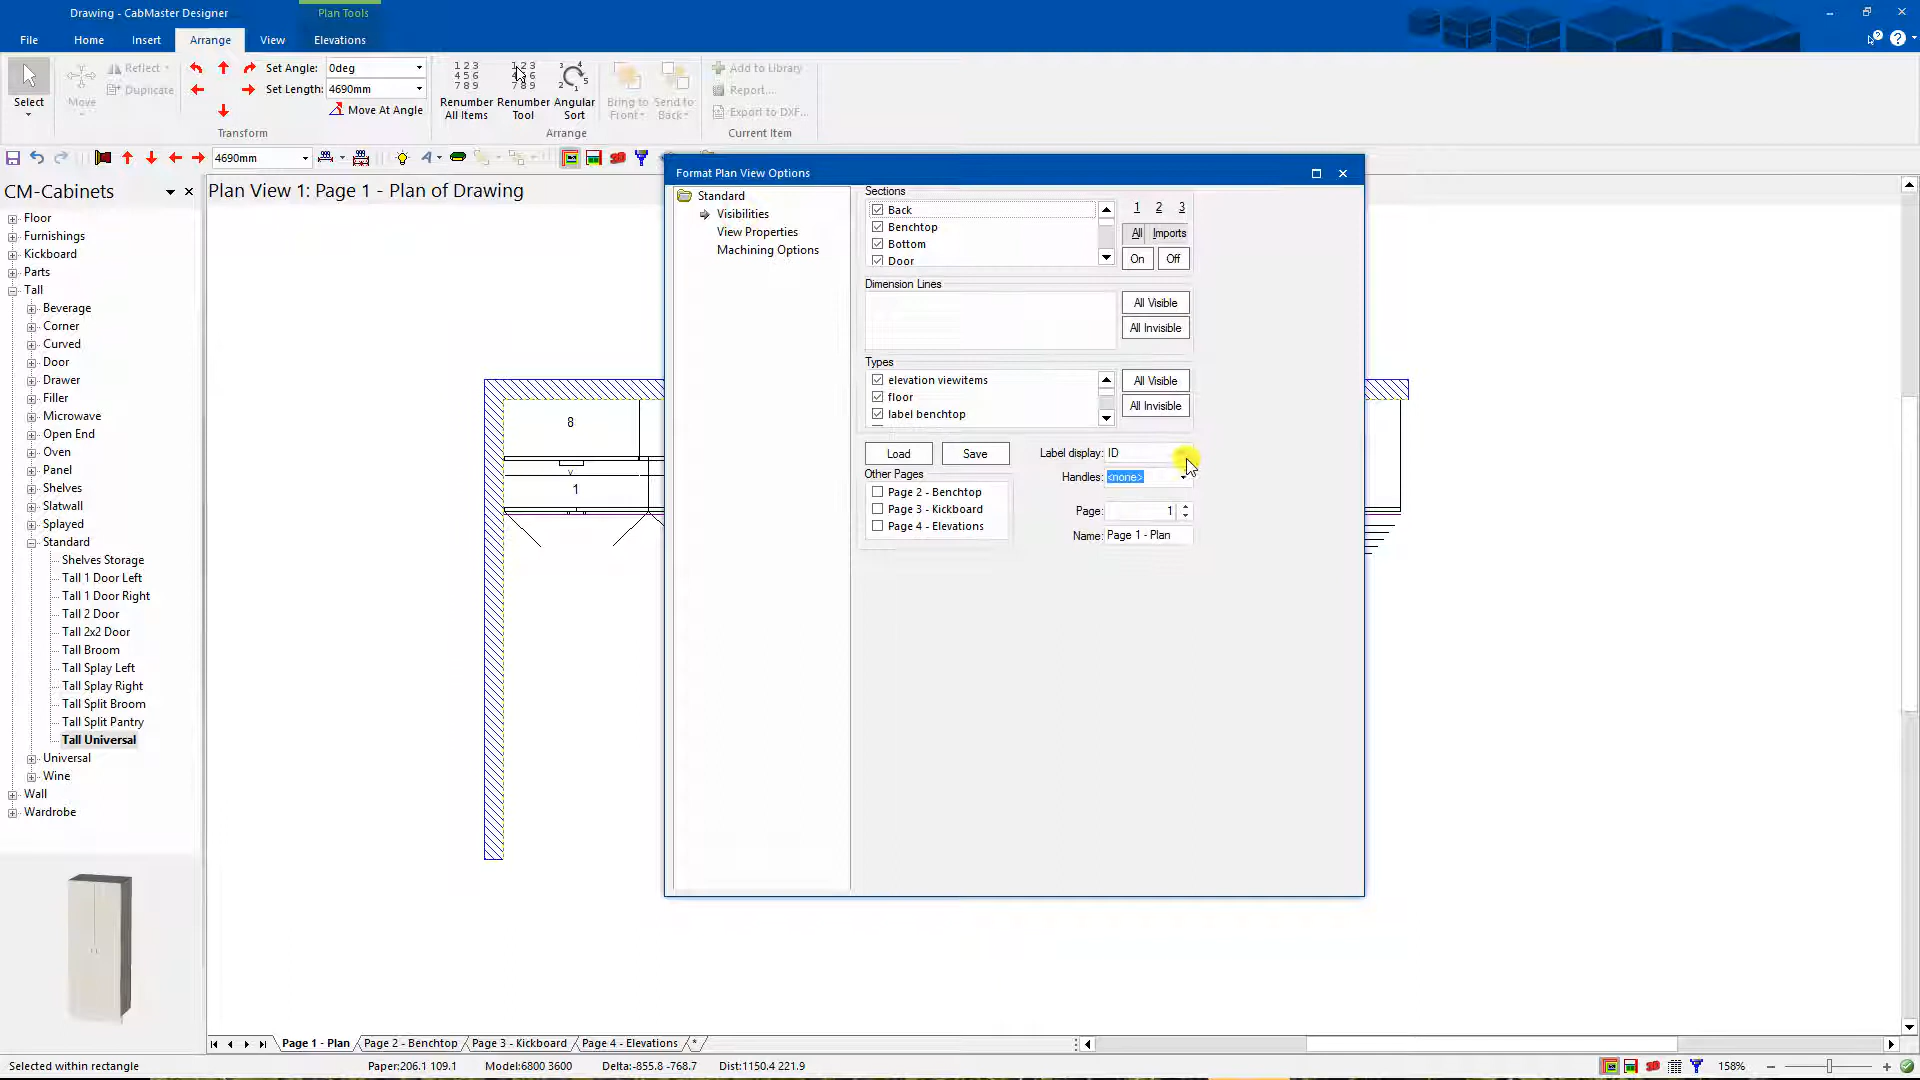 Drawing - CabMaster Designer
Plan Tools
File
Home
Insert
Arrange
View
Elevations
Select
Move
Reflect
Duplicate
Set Angle: 0deg
Set Length: 4690mm
Move At Angle
Transform
Renumber All Items
Renumber Tool
Angular Sort
Bring to Front
Send to Back
Arrange
Add to Library
Report...
Export to DXF...
Current Item
4690mm
CM-Cabinets
Plan View 1: Page 1 - Plan of Drawing
Floor
Furnishings
Kickboard
Parts
Tall
Beverage
Corner
Curved
Door
Drawer
Filler
Microwave
Open End
Oven
Panel
Shelves
Slatwall
Splayed
Standard
Shelves Storage
Tall 1 Door Left
Tall 1 Door Right
Tall 2 Door
Tall 2x2 Door
Tall Broom
Tall Splay Left
Tall Splay Right
Tall Split Broom
Tall Split Pantry
Tall Universal
Universal
Wine
Wall
Wardrobe
8
v
1
Format Plan View Options
Standard
Visibilities
View Properties
Machining Options
Sections
Back
Benchtop
Bottom
Door
1 2 3
All Imports
On Off
Dimension Lines
All Visible
All Invisible
Types
elevation viewitems
floor
label benchtop
All Visible
All Invisible
Load
Save
Other Pages
Page 2 - Benchtop
Page 3 - Kickboard
Page 4 - Elevations
Label display: ID
Handles: <none>
Page: 1
Name: Page 1 - Plan
Page 1 - Plan
Page 2 - Benchtop
Page 3 - Kickboard
Page 4 - Elevations
*
Selected within rectangle
Paper:206.1 109.1
Model:6800 3600
Delta:-855.8 -768.7
Dist:1150.4 221.9
158%